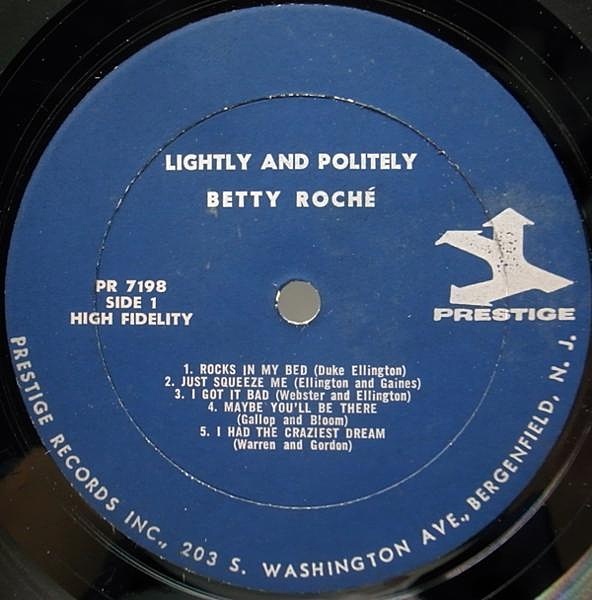 LIGHTLY AND POLITELY
BETTY ROCHÉ
PR 7198
SIDE 1
HIGH FIDELITY
PRESTIGE
1. ROCKS IN MY BED (Duke Ellington)
2. JUST SQUEEZE ME (Ellington and Gaines)
3. I GOT IT BAD (Webster and Ellington)
4. MAYBE YOU'LL BE THERE
(Gallop and Bloom)
5. I HAD THE CRAZIEST DREAM
(Warren and Gordon)
PRESTIGE RECORDS INC., 203 S. WASHINGTON AVE., BERGENFIELD, N. J.